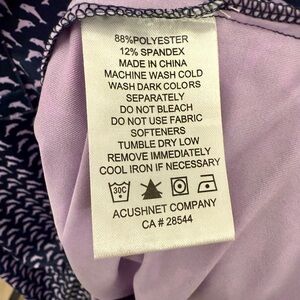 88%POLYESTER
12% SPANDEX
MADE IN CHINA
MACHINE WASH COLD
WASH DARK COLORS
SEPARATELY
DO NOT BLEACH
DO NOT USE FABRIC
SOFTENERS
TUMBLE DRY LOW
REMOVE IMMEDIATELY
COOL IRON IF NECESSARY
30C
ACUSHNET COMPANY
CA # 28544